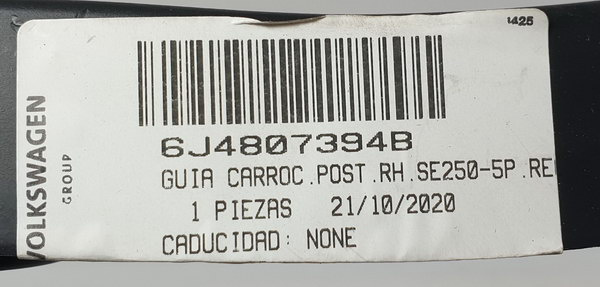 1425
VOLKSWAGEN
GROUP
6J4807394B
GUIA CARROC.POST.RH.SE250-5P.RE
1 PIEZAS 21/10/2020
CADUCIDAD: NONE